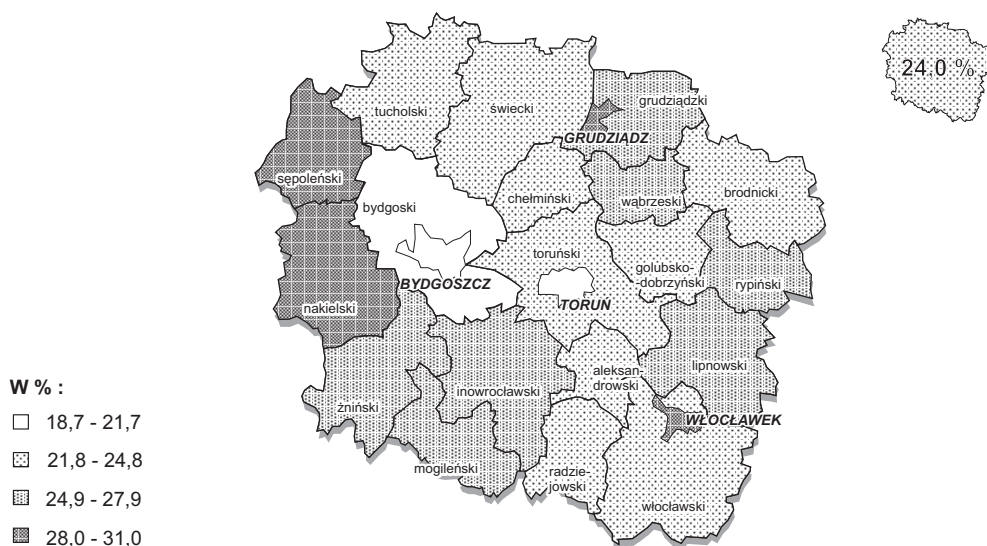 24,0 %
tucholski
świecki
grudziądzki
GRUDZIĄDZ
sępoleński
bydgoski
chełmiński
wąbrzeski
brodnicki
toruński
golubsko-
-dobrzyński
rypiński
BYDGOSZCZ
TORUŃ
nakielski
aleksan-
drowski
lipnowski
inowrocławski
żniński
WŁOCŁAWEK
mogileński
radzie-
jowski
włocławski
W % :
18,7 - 21,7
21,8 - 24,8
24,9 - 27,9
28,0 - 31,0